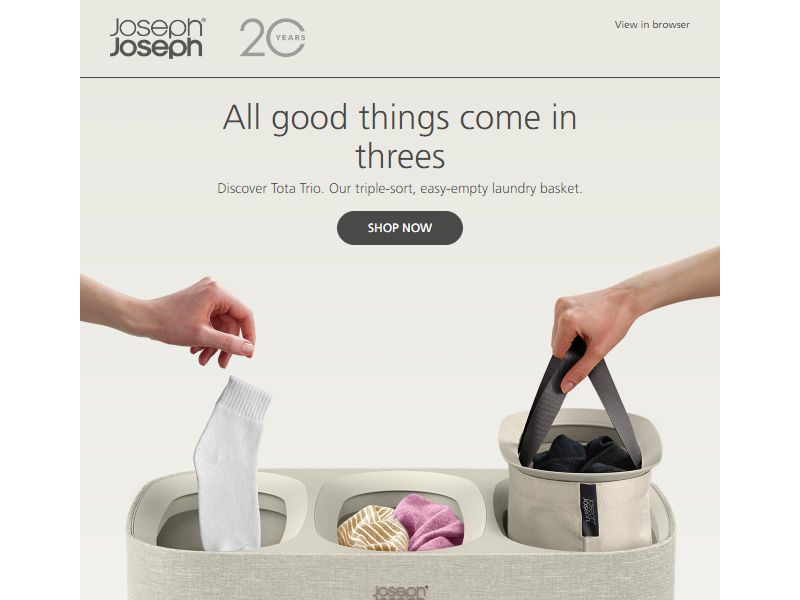 Joseph®
Joseph
20 YEARS
View in browser
All good things come in
threes
Discover Tota Trio. Our triple-sort, easy-empty laundry basket.
SHOP NOW
Joseph
Joseph
Joseph®
Joseph